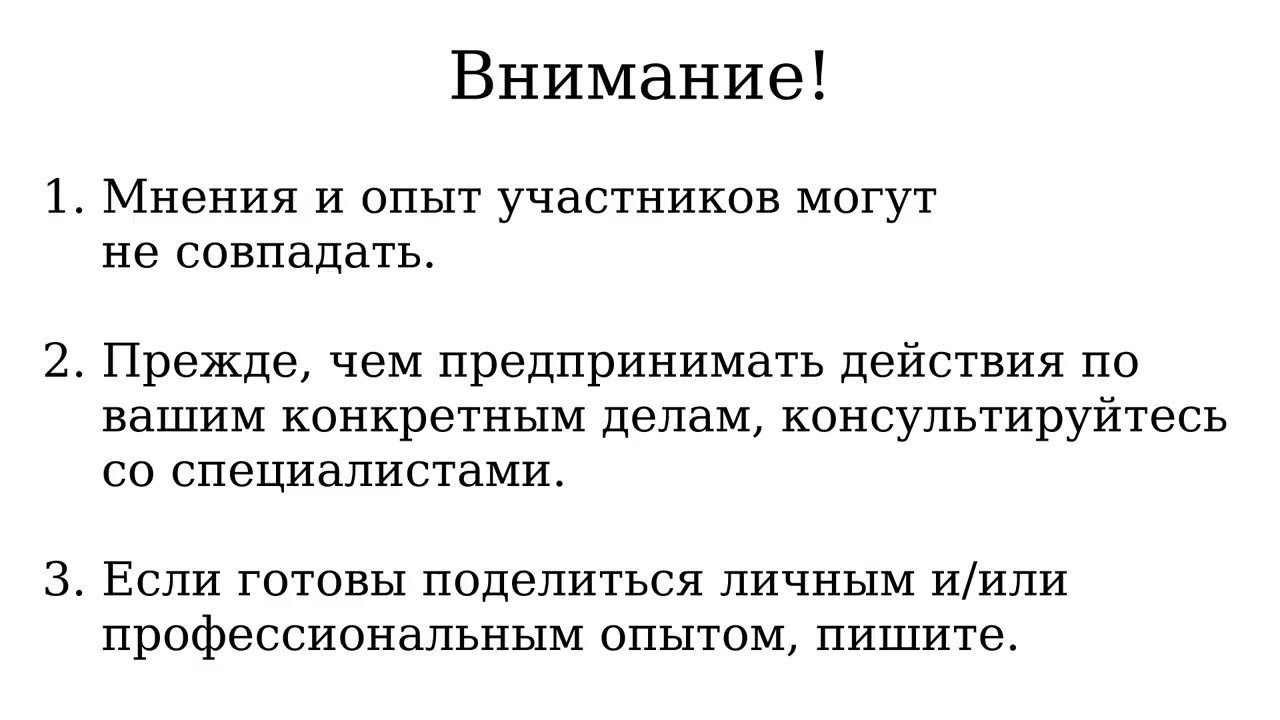 Внимание!
1. Мнения и опыт участников могут
не совпадать.
2. Прежде, чем предпринимать действия по
вашим конкретным делам, консультируйтесь
со специалистами.
3. Если готовы поделиться личным и/или
профессиональным опытом, пишите.